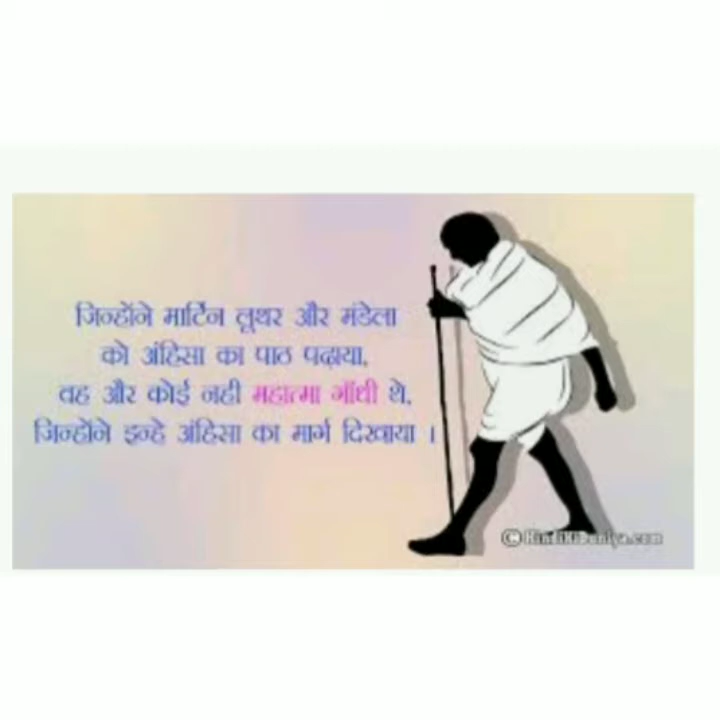 जिन्होंने मार्टिन लूथर और मंडेला
को अंहिसा का पाठ पढ़ाया,
वह और कोई नही महात्मा गाँधी थे,
जिन्होंने इन्हे अंहिसा का मार्ग दिखाया ।